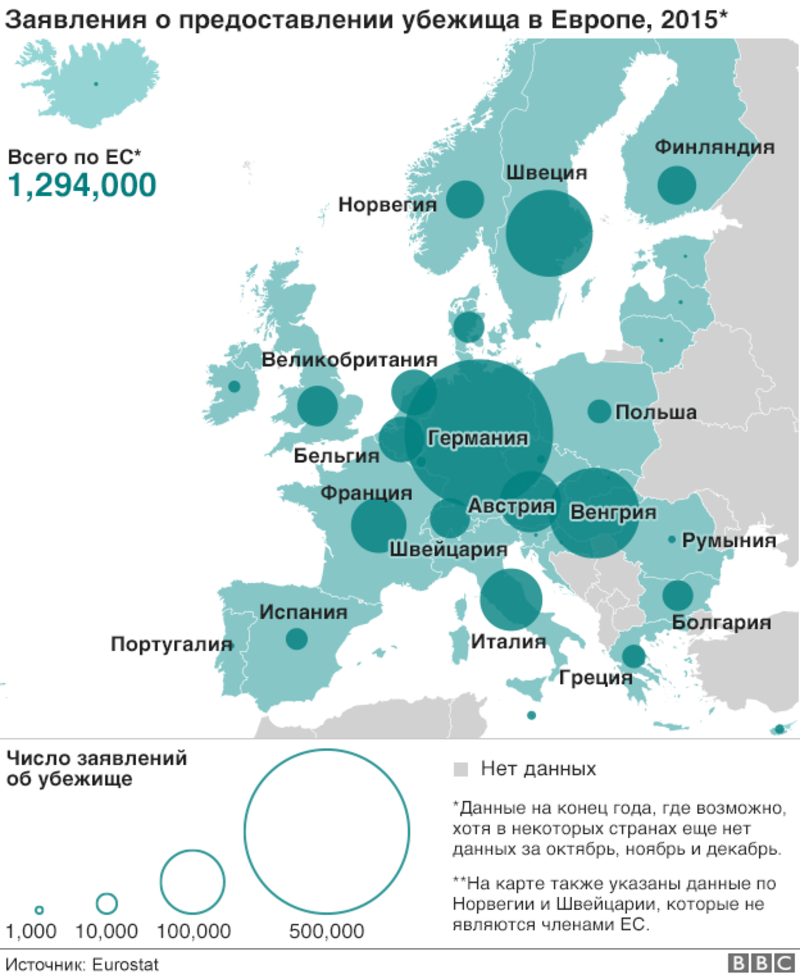 Заявления о предоставлении убежища в Европе, 2015*
Всего по ЕС*
1,294,000
Финляндия
Швеция
Норвегия
Великобритания
Польша
Германия
Бельгия
Франция
Австрия
Венгрия
Румыния
Швейцария
Испания
Болгария
Португалия
Италия
Греция
Число заявлений
об убежище
1,000
10,000
100,000
500,000
Нет данных
*Данные на конец года, где возможно,
хотя в некоторых странах еще нет
данных за октябрь, ноябрь и декабрь.
**На карте также указаны данные по
Норвегии и Швейцарии, которые не
являются членами ЕС.
Источник: Eurostat
BBC